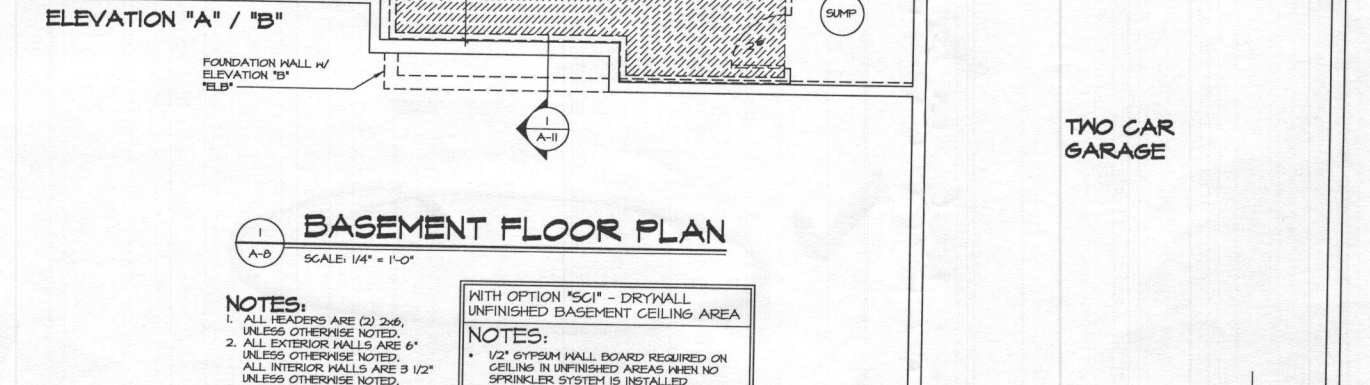 ELEVATION "A" / "B"
SUMP
2"
FOUNDATION WALL W/
ELEVATION "B"
"ELB"
1
A-11
TWO CAR
GARAGE
1
A-8
BASEMENT FLOOR PLAN
SCALE: 1/4" = 1'-0"
NOTES:
1. ALL HEADERS ARE (2) 2x6,
UNLESS OTHERWISE NOTED.
2. ALL EXTERIOR WALLS ARE 6"
UNLESS OTHERWISE NOTED.
ALL INTERIOR WALLS ARE 3 1/2"
UNLESS OTHERWISE NOTED.
WITH OPTION "SC1" - DRYWALL
UNFINISHED BASEMENT CEILING AREA
NOTES:
• 1/2" GYPSUM WALL BOARD REQUIRED ON
CEILING IN UNFINISHED AREAS WHEN NO
SPRINKLER SYSTEM IS INSTALLED